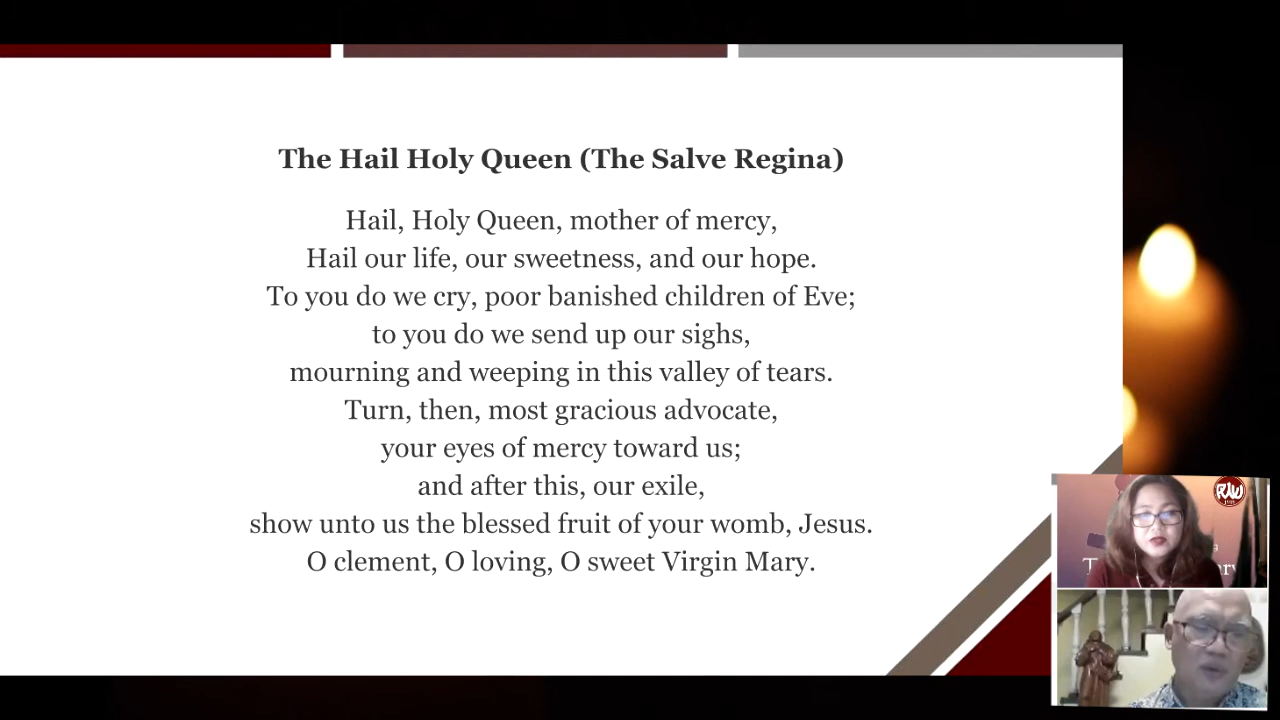 The Hail Holy Queen (The Salve Regina)
Hail, Holy Queen, mother of mercy,
Hail our life, our sweetness, and our hope.
To you do we cry, poor banished children of Eve;
to you do we send up our sighs,
mourning and weeping in this valley of tears.
Turn, then, most gracious advocate,
your eyes of mercy toward us;
and after this, our exile,
show unto us the blessed fruit of your womb, Jesus.
O clement, O loving, O sweet Virgin Mary.